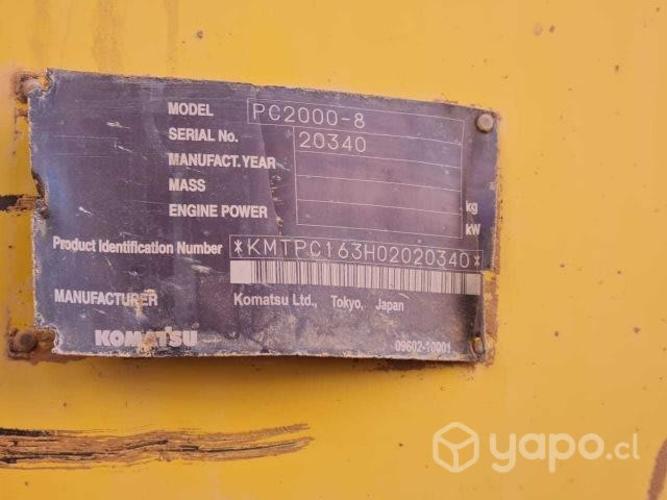 MODEL PC2000-8
SERIAL No. 20340
MANUFACT. YEAR
MASS kg
ENGINE POWER kW
Product Identification Number *KMTPC163H02020340*
MANUFACTURER Komatsu Ltd., Tokyo, Japan
KOMATSU
09602-10001
yapo.cl